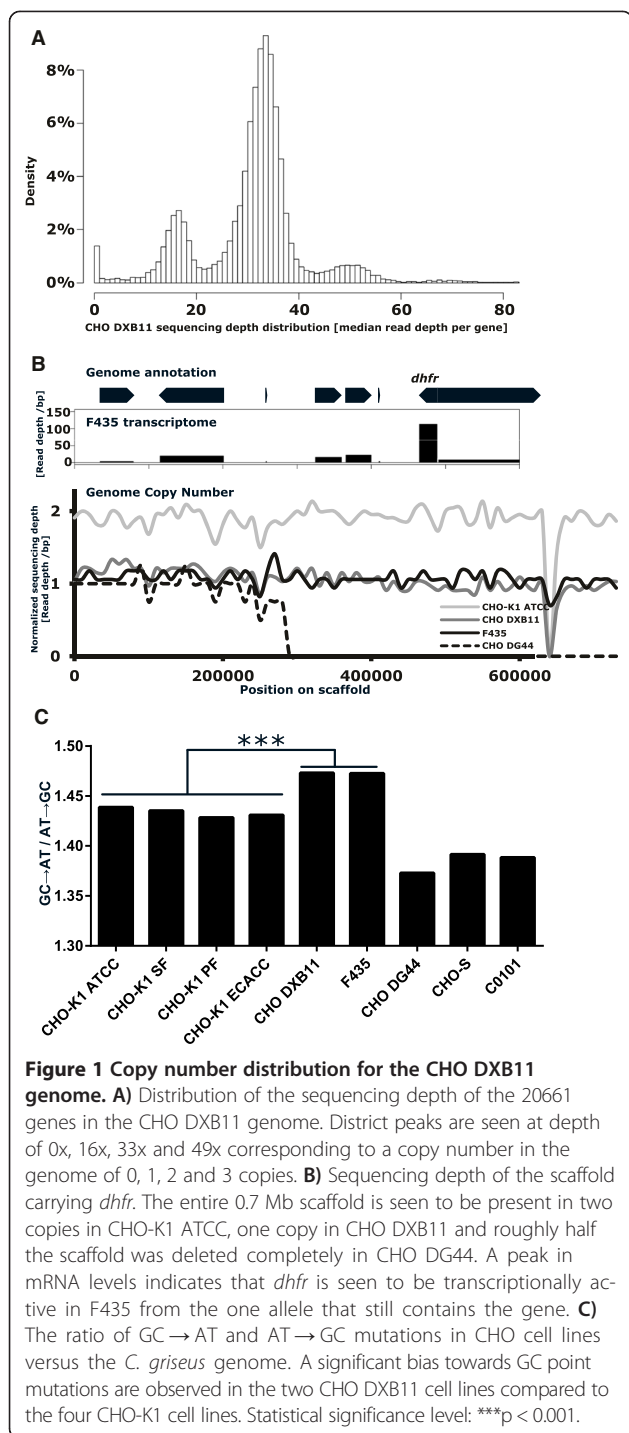 A
8%
6%
4%
2%
0%
Density
0 20 40 60 80
CHO DXB11 sequencing depth distribution [median read depth per gene]
B
Genome annotation
dhfr
[Read depth /bp]
150
100
50
0
F435 transcriptome
Genome Copy Number
Normalized sequencing depth
[Read depth /bp]
2
1
0
CHO-K1 ATCC
CHO DXB11
F435
CHO DG44
0 200000 400000 600000
Position on scaffold
C
***
GC→AT / AT→GC
1.50
1.45
1.40
1.35
1.30
CHO-K1 ATCC
CHO-K1 SF
CHO-K1 PF
CHO-K1 ECACC
CHO DXB11
F435
CHO DG44
CHO-S
C0101
Figure 1 Copy number distribution for the CHO DXB11
genome. A) Distribution of the sequencing depth of the 20661
genes in the CHO DXB11 genome. District peaks are seen at depth
of 0x, 16x, 33x and 49x corresponding to a copy number in the
genome of 0, 1, 2 and 3 copies. B) Sequencing depth of the scaffold
carrying dhfr. The entire 0.7 Mb scaffold is seen to be present in two
copies in CHO-K1 ATCC, one copy in CHO DXB11 and roughly half
the scaffold was deleted completely in CHO DG44. A peak in
mRNA levels indicates that dhfr is seen to be transcriptionally ac-
tive in F435 from the one allele that still contains the gene. C)
The ratio of GC → AT and AT → GC mutations in CHO cell lines
versus the C. griseus genome. A significant bias towards GC point
mutations are observed in the two CHO DXB11 cell lines compared to
the four CHO-K1 cell lines. Statistical significance level: ***p < 0.001.